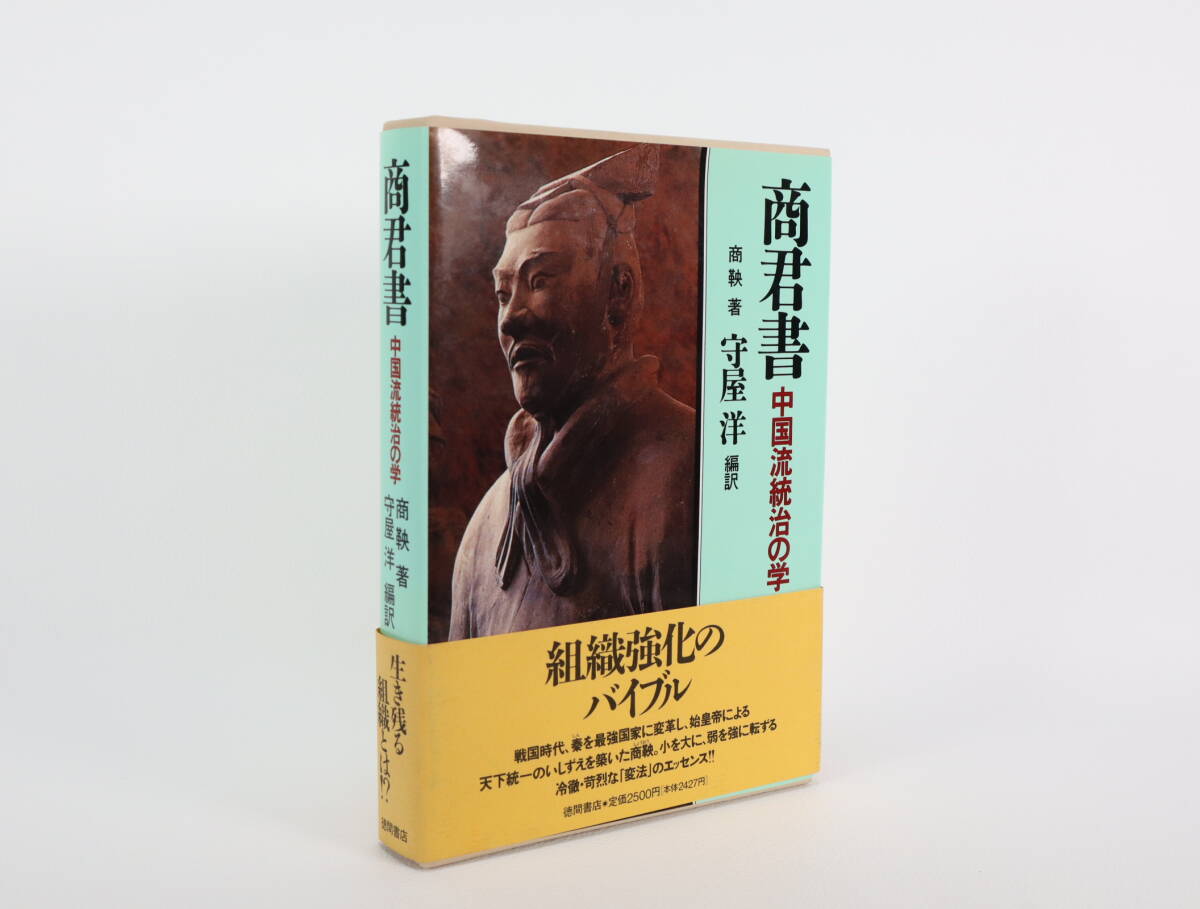 商君書
中国流統治の学
商鞅 著
守屋 洋 編訳
組織強化の
バイブル
戦国時代、秦を最強国家に変革し、始皇帝による
天下統一のいしずえを築いた商鞅。小を大に、弱を強に転ずる
冷徹・苛烈な「変法」のエッセンス!!
徳間書店●定価2500円[本体2427円]
商君書
中国流統治の学
商鞅 著
守屋 洋 編訳
生き残る
組織とは!?
徳間書店